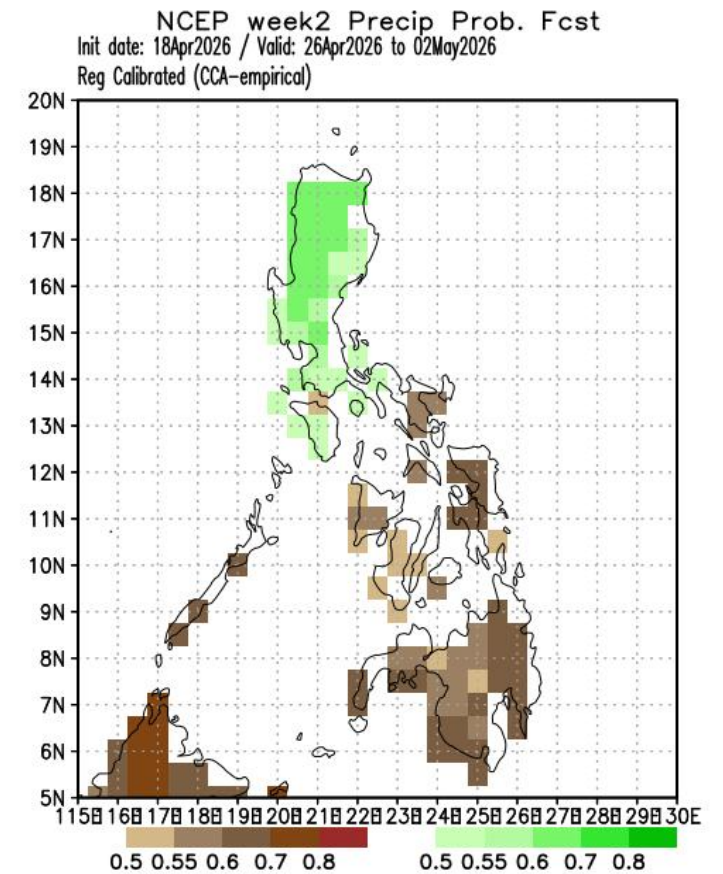 NCEP week2 Precip Prob. Fcst
Init date: 18Apr2026 / Valid: 26Apr2026 to 02May2026
Reg Calibrated (CCA-empirical)
20N
19N
18N
17N
16N
15N
14N
13N
12N
11N
10N
9N
8N
7N
6N
5N
115E 116E 117E 118E 119E 120E 121E 122E 123E 124E 125E 126E 127E 128E 129E 130E
0.5 0.55 0.6 0.7 0.8 0.5 0.55 0.6 0.7 0.8